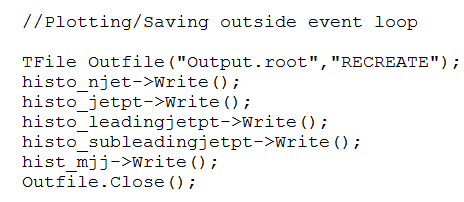 //Plotting/Saving outside event loop
TFile Outfile("Output.root","RECREATE");
histo_njet->Write();
histo_jetpt->Write();
histo_leadingjetpt->Write();
histo_subleadingjetpt->Write();
hist_mjj->Write();
Outfile.Close();